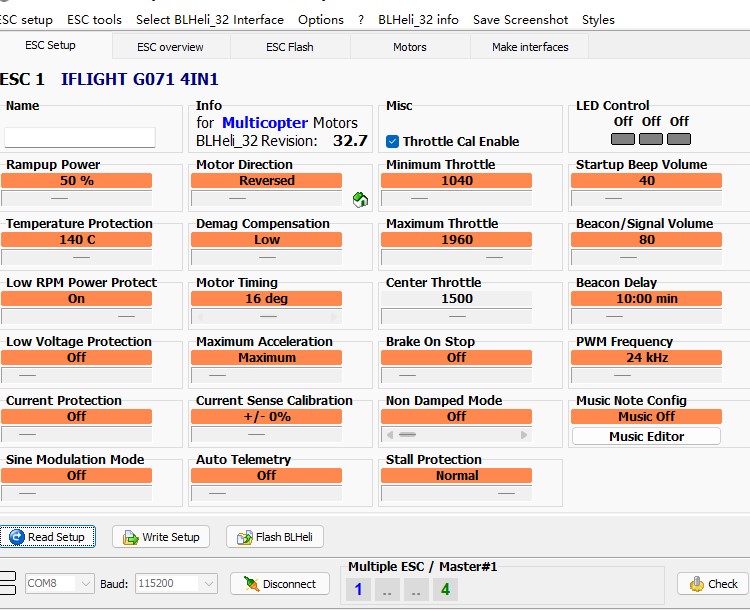 ESC setup ESC tools Select BLHeli_32 Interface Options ? BLHeli_32 info Save Screenshot Styles
ESC Setup ESC overview ESC Flash Motors Make interfaces
ESC 1 IFLIGHT G071 4IN1
Name Info Misc LED Control
for Multicopter Motors Off Off Off
BLHeli_32 Revision: 32.7 Throttle Cal Enable
Rampup Power Motor Direction Minimum Throttle Startup Beep Volume
50 % Reversed 1040 40
Temperature Protection Demag Compensation Maximum Throttle Beacon/Signal Volume
140 C Low 1960 80
Low RPM Power Protect Motor Timing Center Throttle Beacon Delay
On 16 deg 1500 10:00 min
Low Voltage Protection Maximum Acceleration Brake On Stop PWM Frequency
Off Maximum Off 24 kHz
Current Protection Current Sense Calibration Non Damped Mode Music Note Config
Off +/- 0% Off Music Off
Music Editor
Sine Modulation Mode Auto Telemetry Stall Protection
Off Off Normal
Read Setup Write Setup Flash BLHeli
Multiple ESC / Master#1
COM8 Baud: 115200 Disconnect 1 .. .. 4 Check